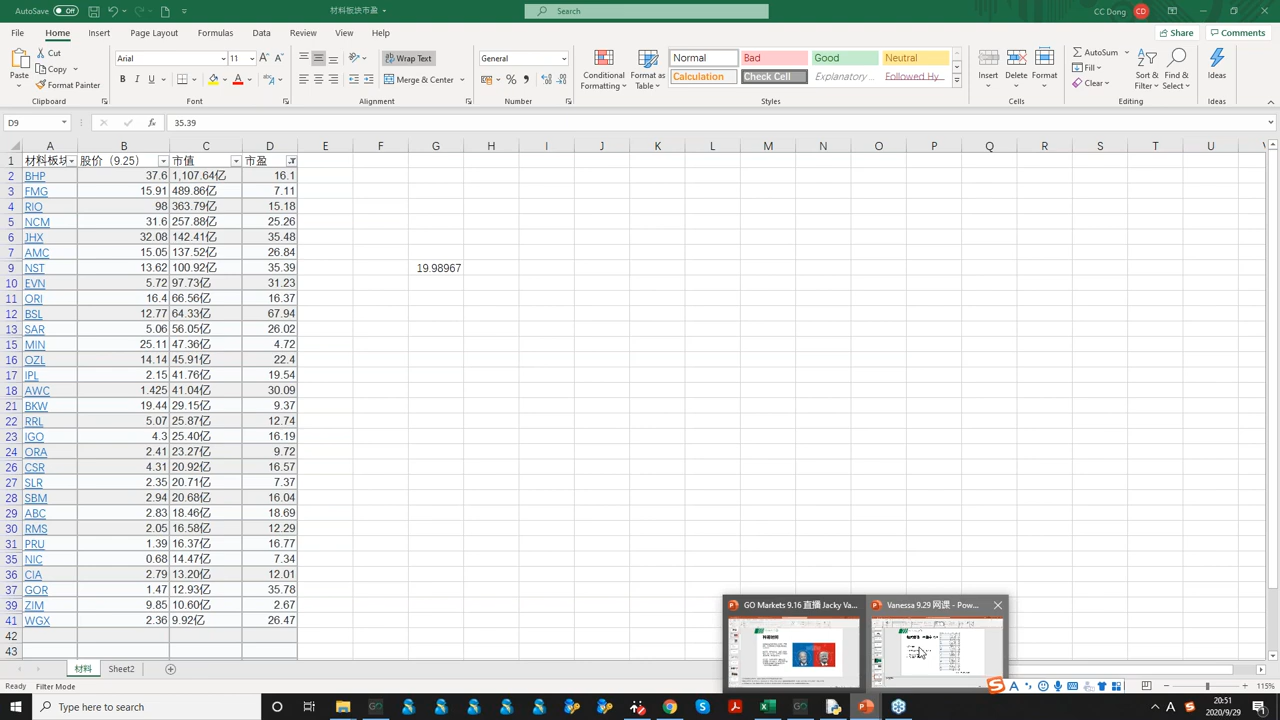 AutoSave Off 材料板块市盈 Search CC Dong CD
File Home Insert Page Layout Formulas Data Review View Help Share Comments
Paste Cut Copy Format Painter Clipboard
Arial 11 B I U Font
Wrap Text Merge & Center Alignment
General Number
Conditional Formatting Format as Table
Normal Bad Good Neutral
Calculation Check Cell Explanatory ... Followed Hy...
Styles
Insert Delete Format Cells
AutoSum Fill Clear Sort & Filter Find & Select Editing
Ideas Ideas
D9 fx 35.39
A B C D E F G H I J K L M N O P Q R S T U
1 材料板块 股价（9.25） 市值 市盈
2 BHP 37.6 1,107.64亿 16.1
3 FMG 15.91 489.86亿 7.11
4 RIO 98 363.79亿 15.18
5 NCM 31.6 257.88亿 25.26
6 JHX 32.08 142.41亿 35.48
7 AMC 15.05 137.52亿 26.84
9 NST 13.62 100.92亿 35.39 19.98967
10 EVN 5.72 97.73亿 31.23
11 ORI 16.4 66.56亿 16.37
12 BSL 12.77 64.33亿 67.94
13 SAR 5.06 56.05亿 26.02
15 MIN 25.11 47.36亿 4.72
16 OZL 14.14 45.91亿 22.4
17 IPL 2.15 41.76亿 19.54
18 AWC 1.425 41.04亿 30.09
21 BKW 19.44 29.15亿 9.37
22 RRL 5.07 25.87亿 12.74
23 IGO 4.3 25.40亿 16.19
24 ORA 2.41 23.27亿 9.72
26 CSR 4.31 20.92亿 16.57
27 SLR 2.35 20.71亿 7.37
28 SBM 2.94 20.68亿 16.04
29 ABC 2.83 18.46亿 18.69
30 RMS 2.05 16.58亿 12.29
31 PRU 1.39 16.37亿 16.77
35 NIC 0.68 14.47亿 7.34
36 CIA 2.79 13.20亿 12.01
37 GOR 1.47 12.93亿 35.78
39 ZIM 9.85 10.60亿 2.67
41 WGX 2.36 9.92亿 26.47
42
43
GO Markets 9.16 直播 Jacky Va... Vanessa 9.29 网课 - Pow...
材料 Sheet2
Ready Filter Mode 115%
Type here to search
20:51
2020/9/29